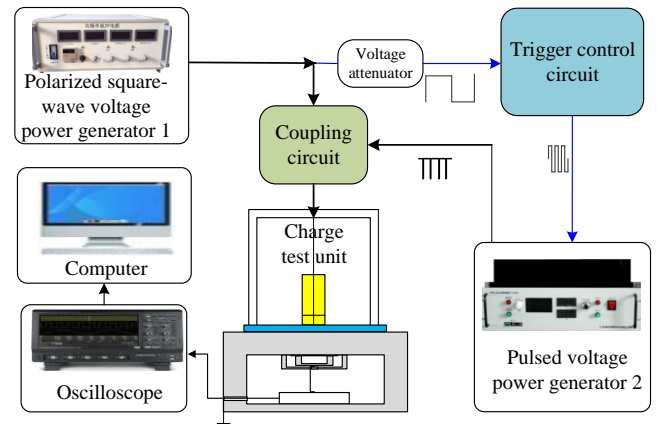 Polarized square-
wave voltage
power generator 1
Voltage
attenuator
Trigger control
circuit
Coupling
circuit
Charge
test unit
Computer
Oscilloscope
Pulsed voltage
power generator 2